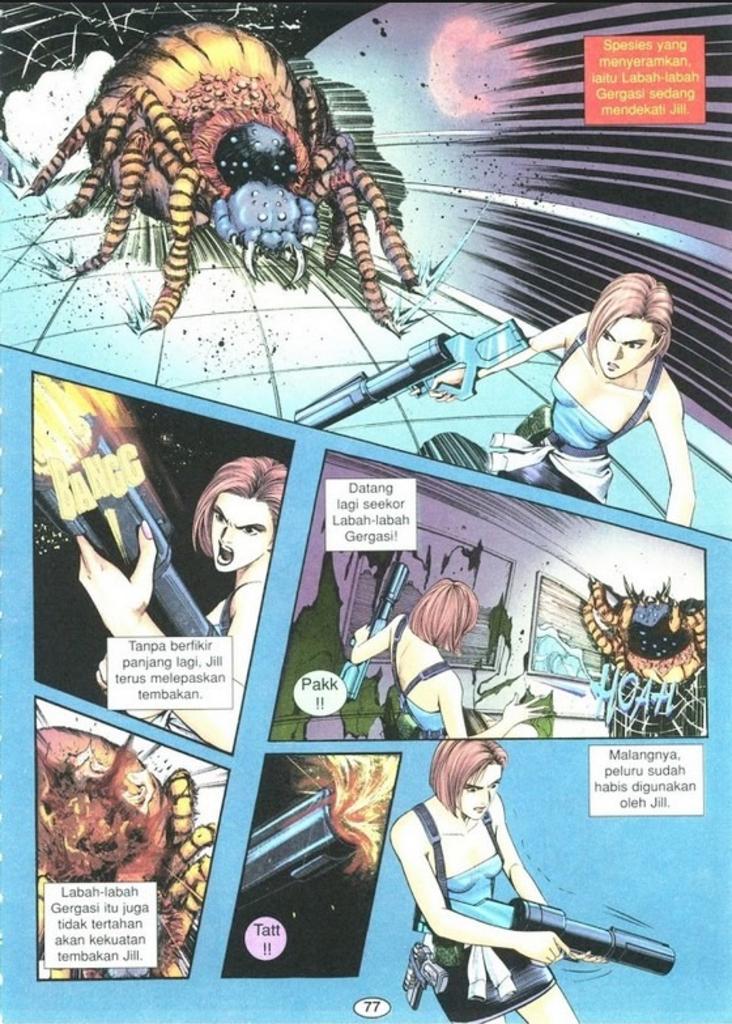 Spesies yang
menyeramkan,
iaitu Labah-labah
Gergasi sedang
mendekati Jill.
BANGG
!
Tanpa berfikir
panjang lagi, Jill
terus melepaskan
tembakan.
Datang
lagi seekor
Labah-labah
Gergasi!
Pakk
!!
HOAH
Labah-labah
Gergasi itu juga
tidak tertahan
akan kekuatan
tembakan Jill.
Tatt
!!
Malangnya,
peluru sudah
habis digunakan
oleh Jill.
77